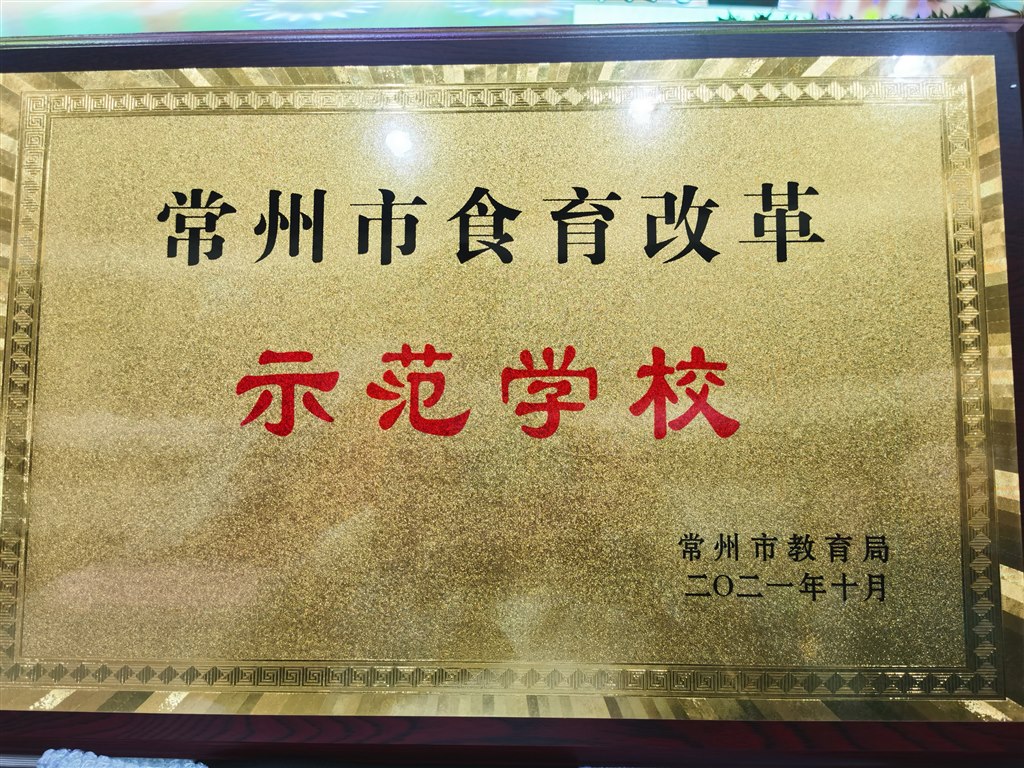 常州市食育改革
示范学校
常州市教育局
二〇二一年十月